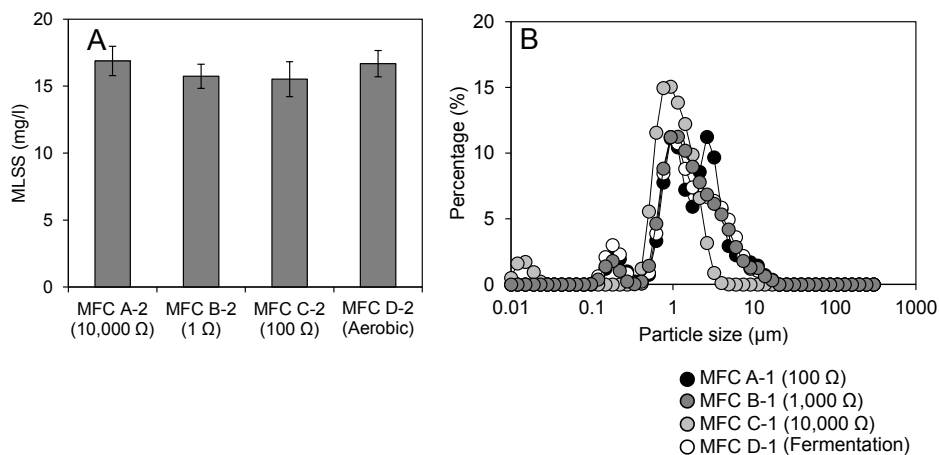 A
MLSS (mg/l)
20
15
10
5
0
MFC A-2 MFC B-2 MFC C-2 MFC D-2
(10,000 Ω) (1 Ω) (100 Ω) (Aerobic)
B
Percentage (%)
20
15
10
5
0
0.01 0.1 1 10 100 1000
Particle size (µm)
MFC A-1 (100 Ω)
MFC B-1 (1,000 Ω)
MFC C-1 (10,000 Ω)
MFC D-1 (Fermentation)